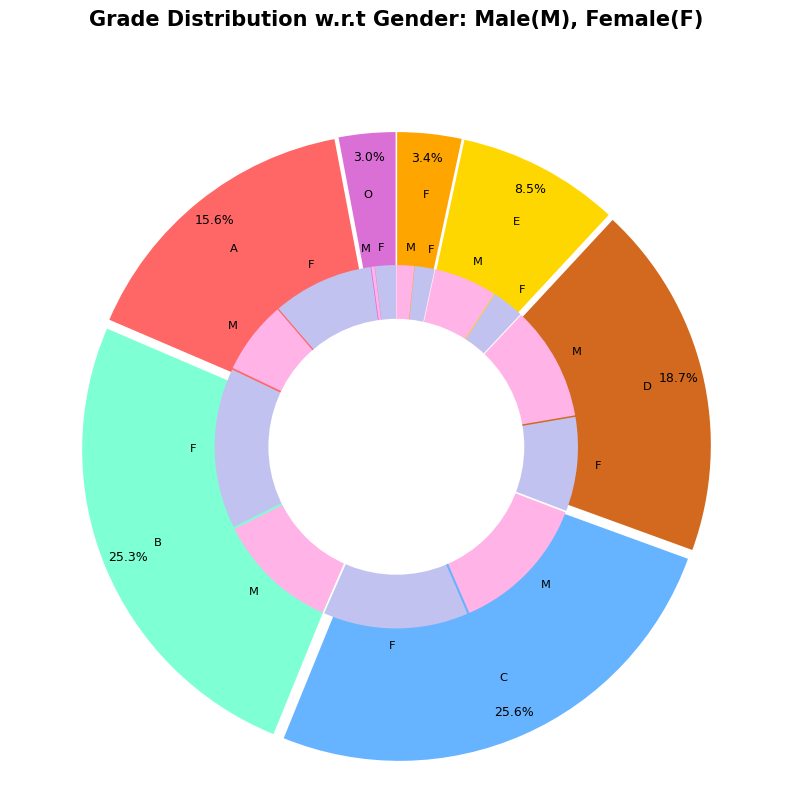 Grade Distribution w.r.t Gender: Male(M), Female(F)
3.0%
3.4%
8.5%
O
F
15.6%
E
A
M
F
M
F
M
F
F
M
M
18.7%
D
F
F
B
25.3%
M
M
F
C
25.6%